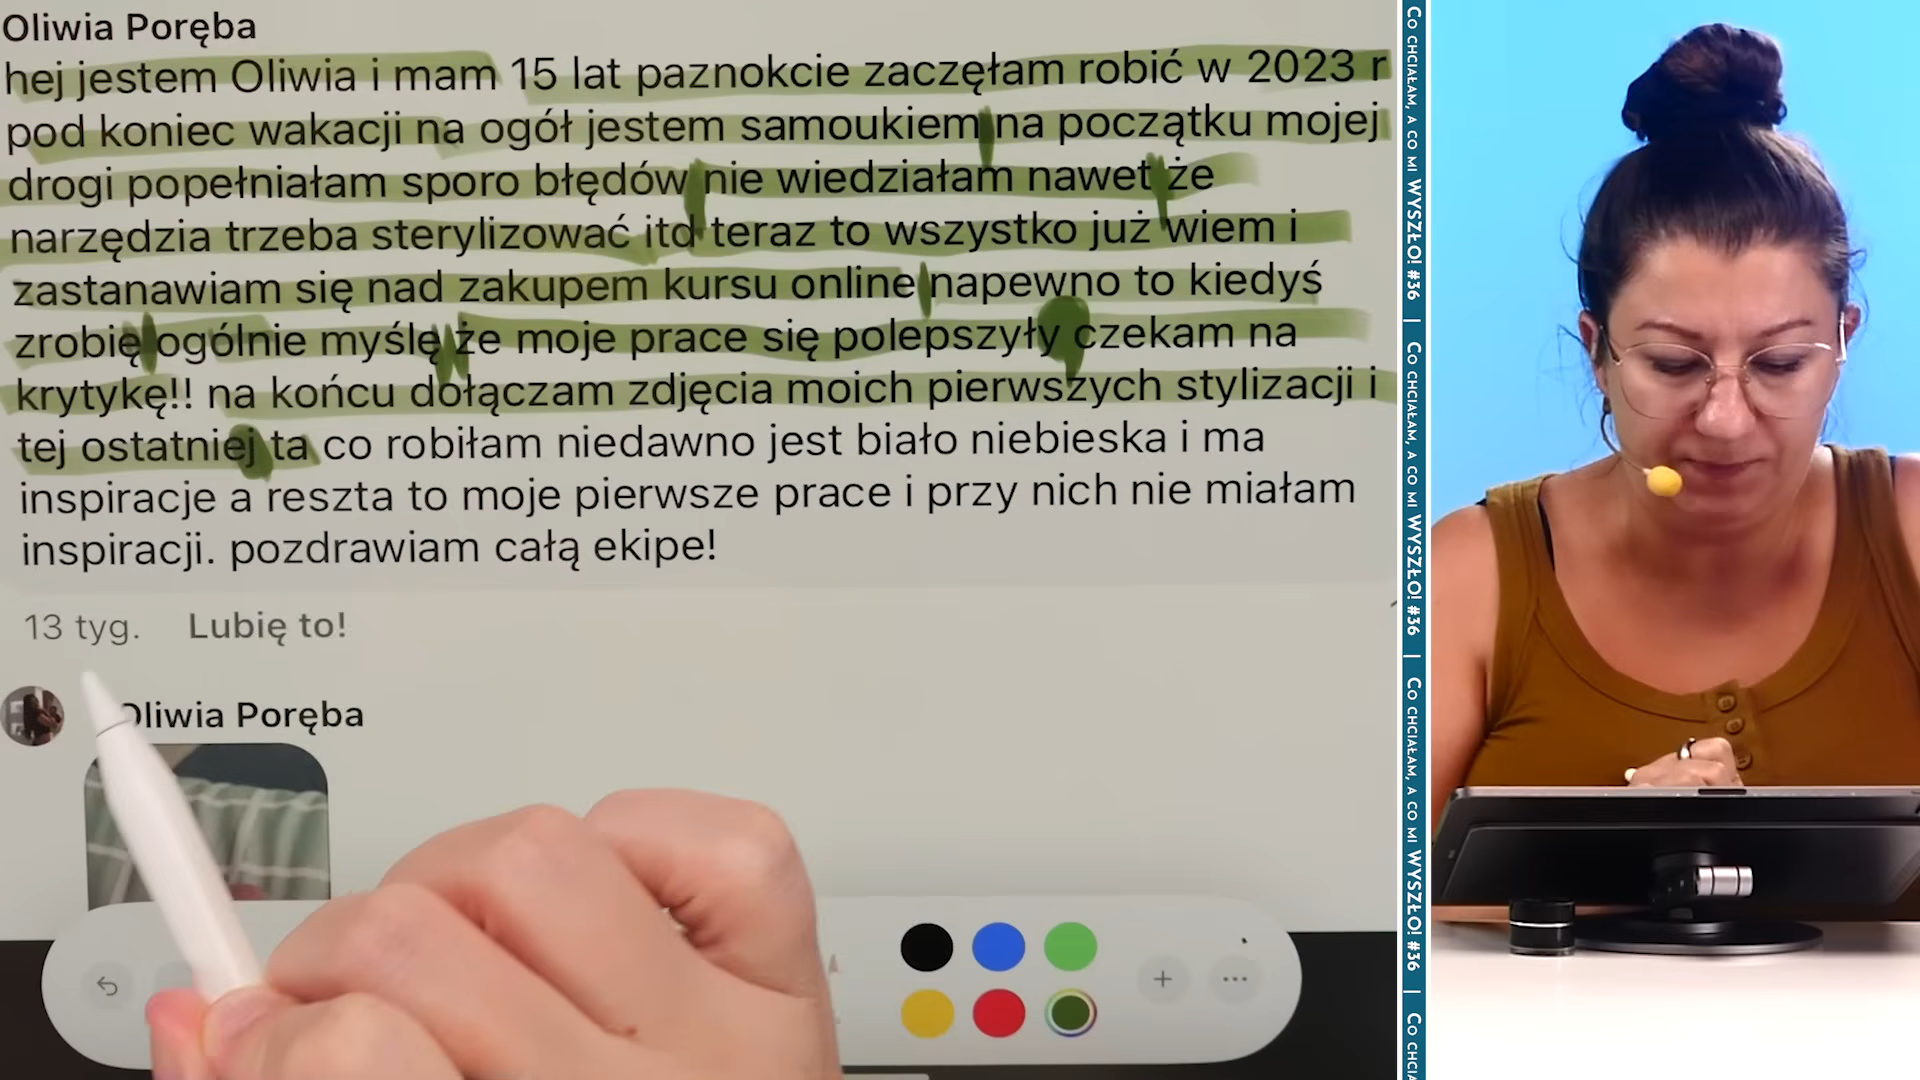 Oliwia Poręba
hej jestem Oliwia i mam 15 lat paznokcie zaczęłam robić w 2023 r
pod koniec wakacji na ogół jestem samoukiem na początku mojej
drogi popełniałam sporo błędów nie wiedziałam nawet że
narzędzia trzeba sterylizować itd teraz to wszystko już wiem i
zastanawiam się nad zakupem kursu online napewno to kiedyś
zrobię ogólnie myślę że moje prace się polepszyły czekam na
krytykę!! na końcu dołączam zdjęcia moich pierwszych stylizacji i
tej ostatniej ta co robiłam niedawno jest biało niebieska i ma
inspiracje a reszta to moje pierwsze prace i przy nich nie miałam
inspiracji. pozdrawiam całą ekipe!
13 tyg. Lubię to!
Oliwia Poręba
Co chciałam, a co mi WYSZŁO! #36 | Co chciałam, a co mi WYSZŁO! #36 | Co chciałam, a co mi WYSZŁO! #36 | Co chcia